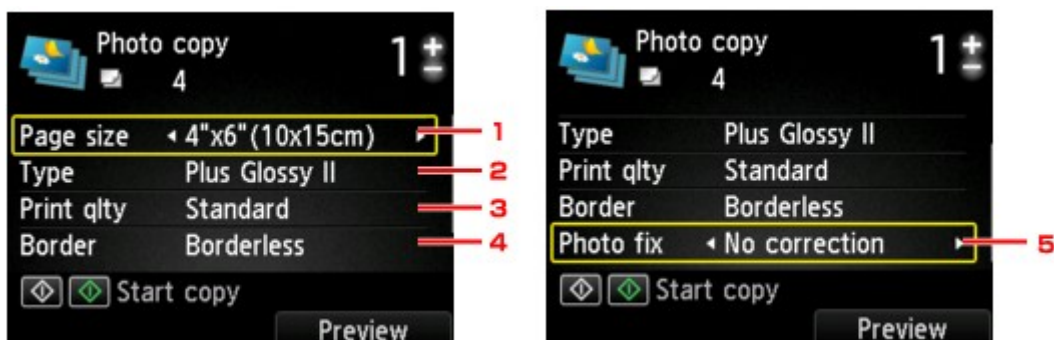 Photo copy
4
1 + -
Page size 4"x6"(10x15cm) 1
Type Plus Glossy II 2
Print qlty Standard 3
Border Borderless 4
Start copy
Preview
Photo copy
4
1 + -
Type Plus Glossy II
Print qlty Standard
Border Borderless
Photo fix No correction 5
Start copy
Preview